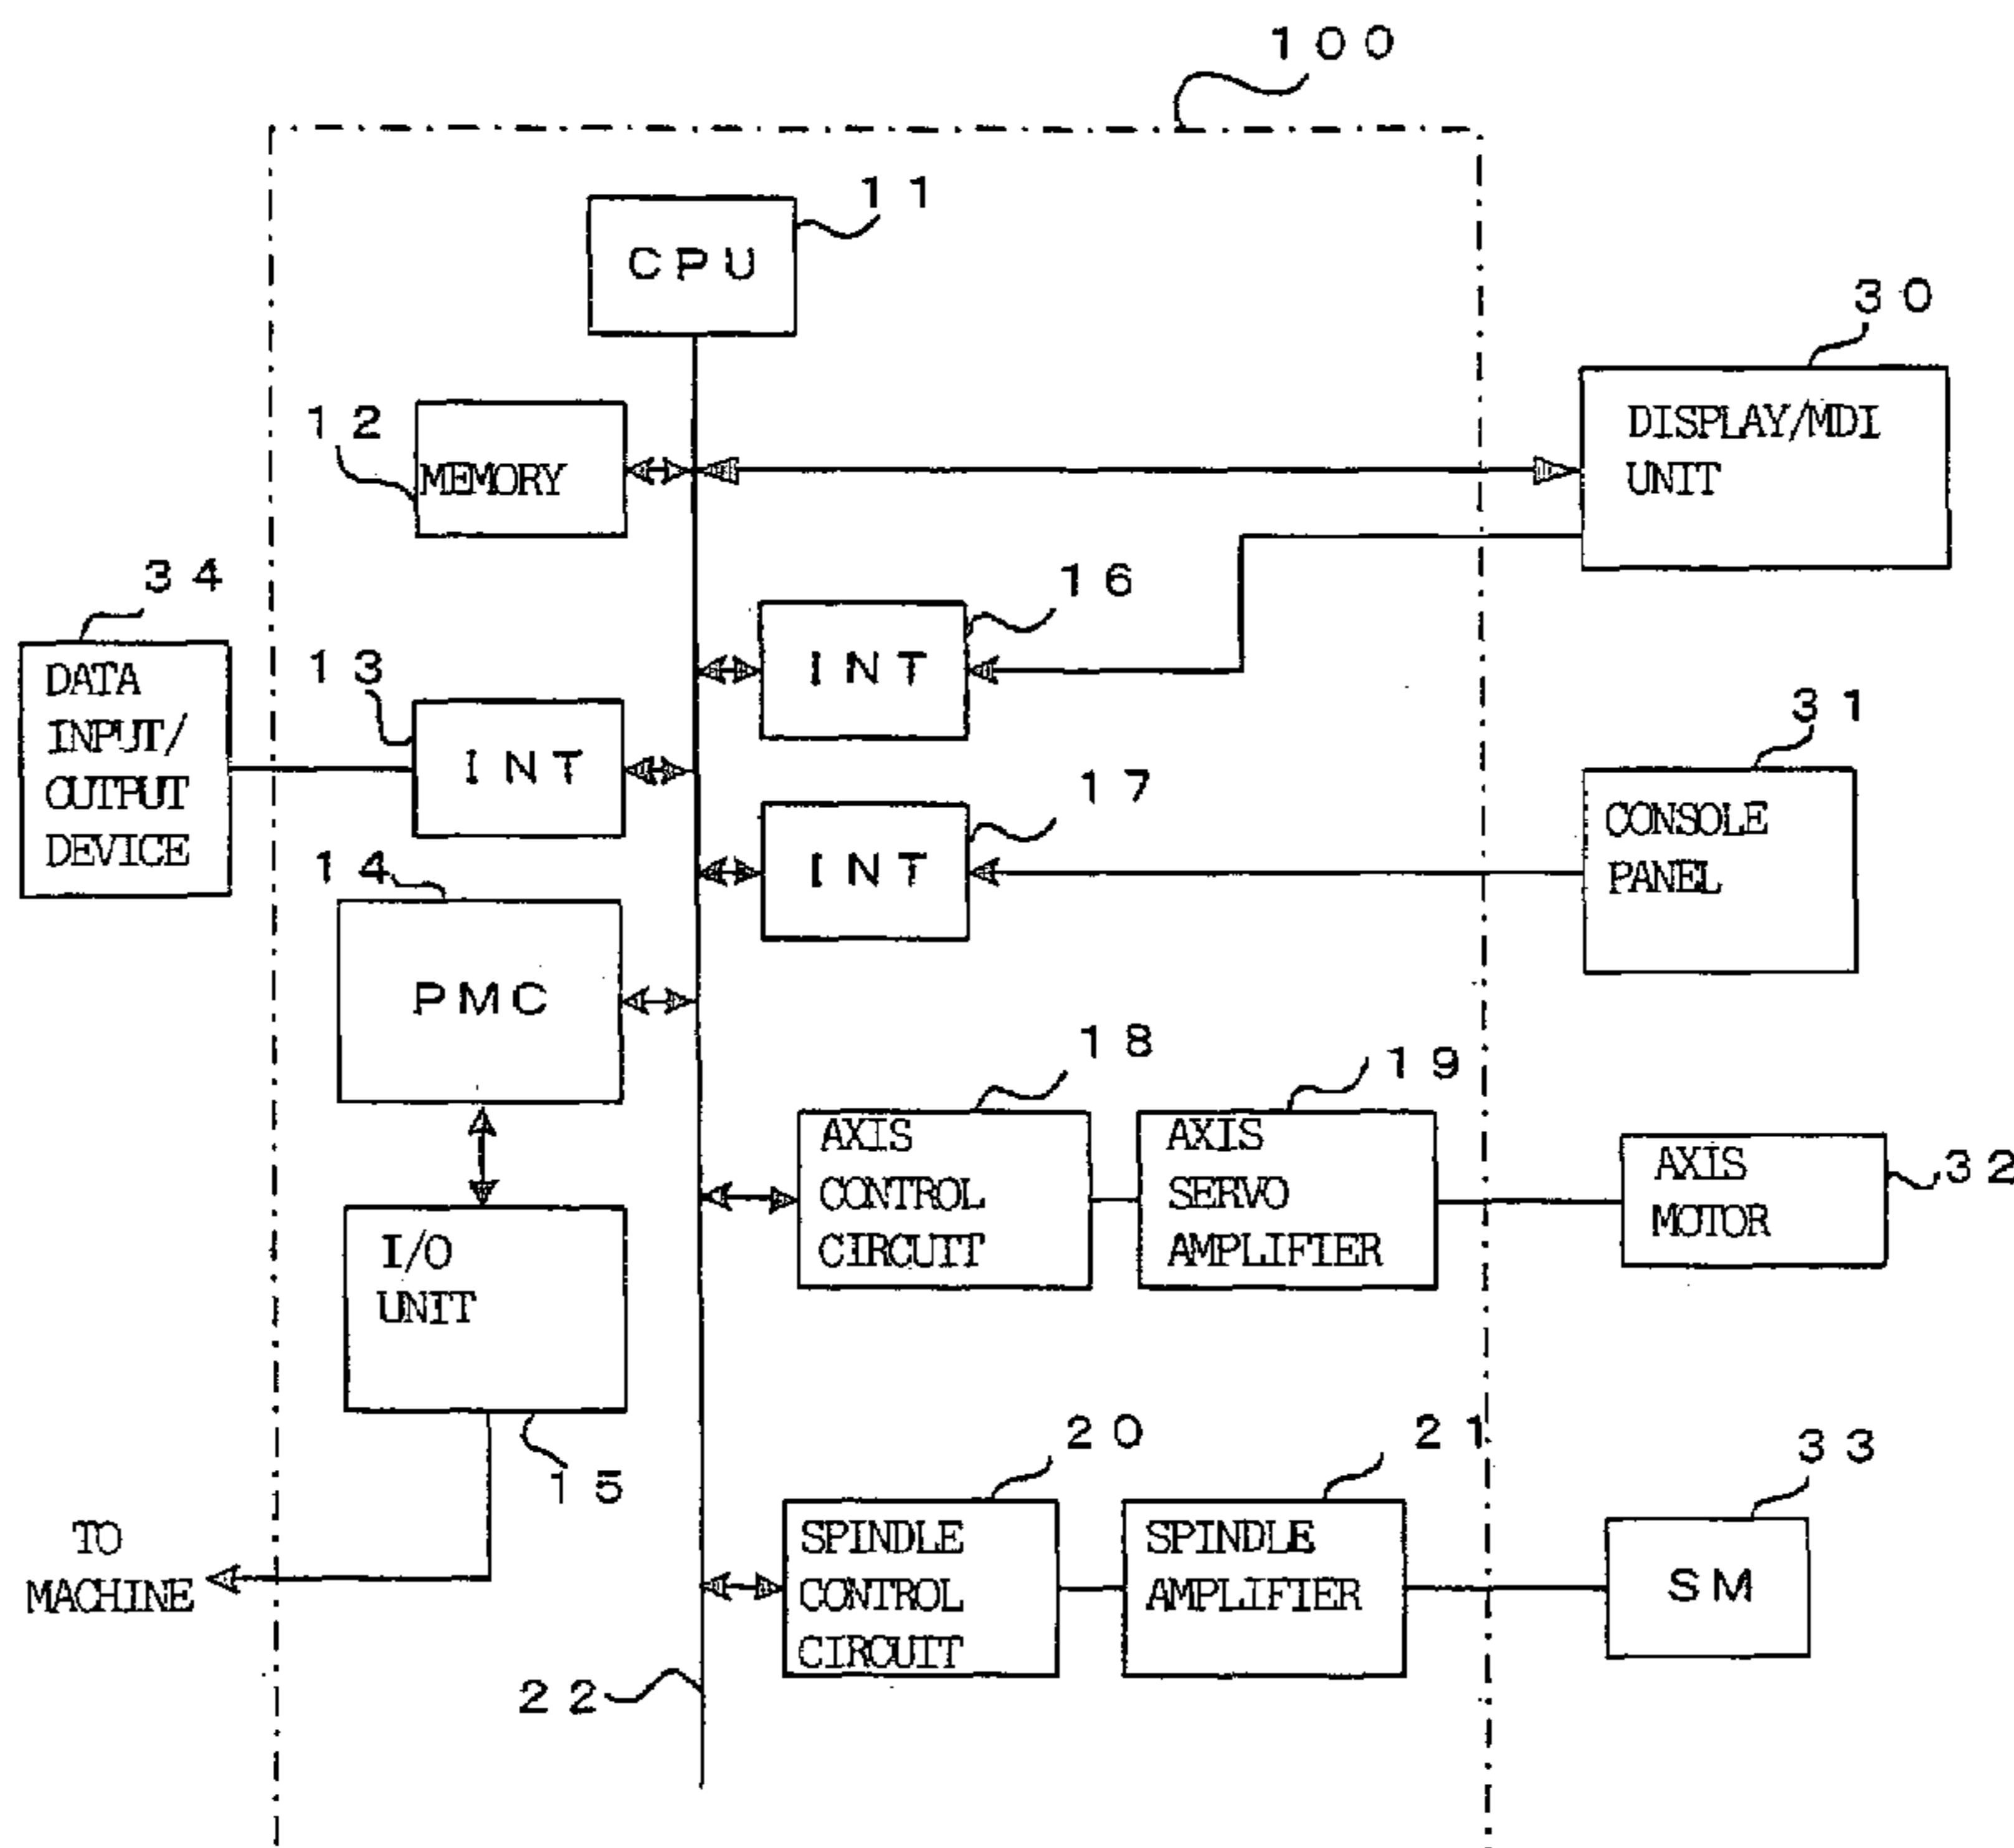 100
11
CPU
30
12
MEMORY
DISPLAY/MDI
UNIT
34
16
DATA
INPUT/
OUTPUT
DEVICE
13
INT
INT
31
17
INT
CONSOLE
PANEL
14
PMC
18
19
AXIS
CONTROL
CIRCUIT
AXIS
SERVO
AMPLIFIER
AXIS
MOTOR
32
I/O
UNIT
15
20
21
33
TO
MACHINE
SPINDLE
CONTROL
CIRCUIT
SPINDLE
AMPLIFIER
SM
22